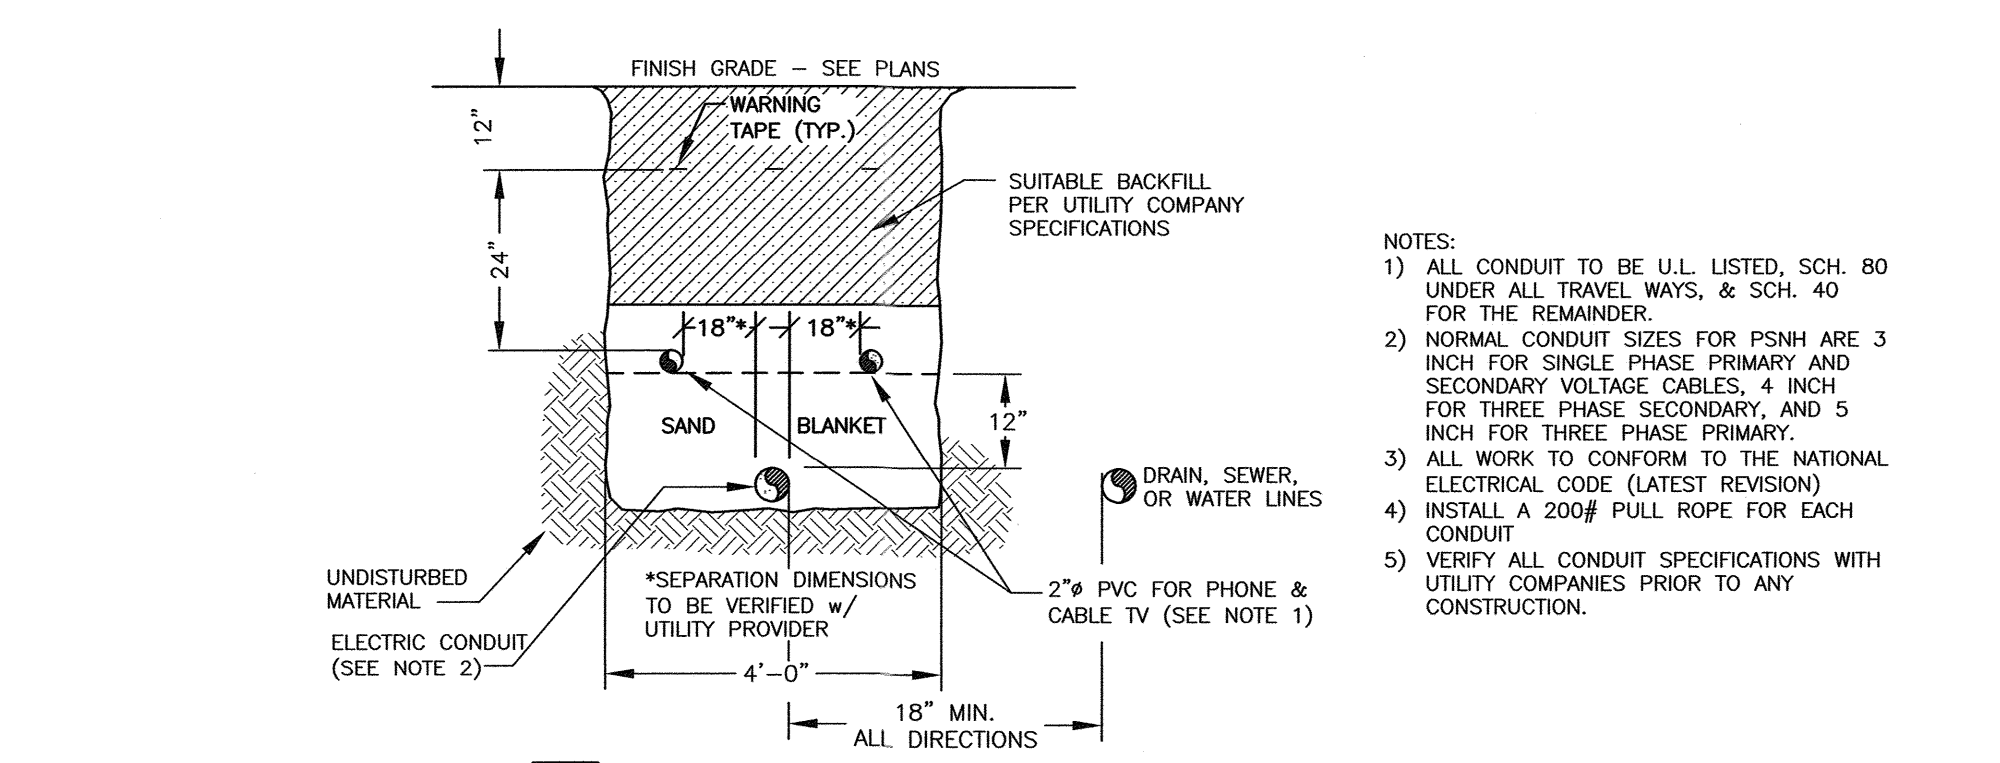 FINISH GRADE - SEE PLANS
12"
WARNING
TAPE (TYP.)
24"
SUITABLE BACKFILL
PER UTILITY COMPANY
SPECIFICATIONS
18"*
18"*
SAND
BLANKET
12"
DRAIN, SEWER,
OR WATER LINES
UNDISTURBED
MATERIAL
ELECTRIC CONDUIT
(SEE NOTE 2)
*SEPARATION DIMENSIONS
TO BE VERIFIED w/
UTILITY PROVIDER
2"ø PVC FOR PHONE &
CABLE TV (SEE NOTE 1)
4'-0"
18" MIN.
ALL DIRECTIONS
NOTES:
1) ALL CONDUIT TO BE U.L. LISTED, SCH. 80
UNDER ALL TRAVEL WAYS, & SCH. 40
FOR THE REMAINDER.
2) NORMAL CONDUIT SIZES FOR PSNH ARE 3
INCH FOR SINGLE PHASE PRIMARY AND
SECONDARY VOLTAGE CABLES, 4 INCH
FOR THREE PHASE SECONDARY, AND 5
INCH FOR THREE PHASE PRIMARY.
3) ALL WORK TO CONFORM TO THE NATIONAL
ELECTRICAL CODE (LATEST REVISION)
4) INSTALL A 200# PULL ROPE FOR EACH
CONDUIT
5) VERIFY ALL CONDUIT SPECIFICATIONS WITH
UTILITY COMPANIES PRIOR TO ANY
CONSTRUCTION.